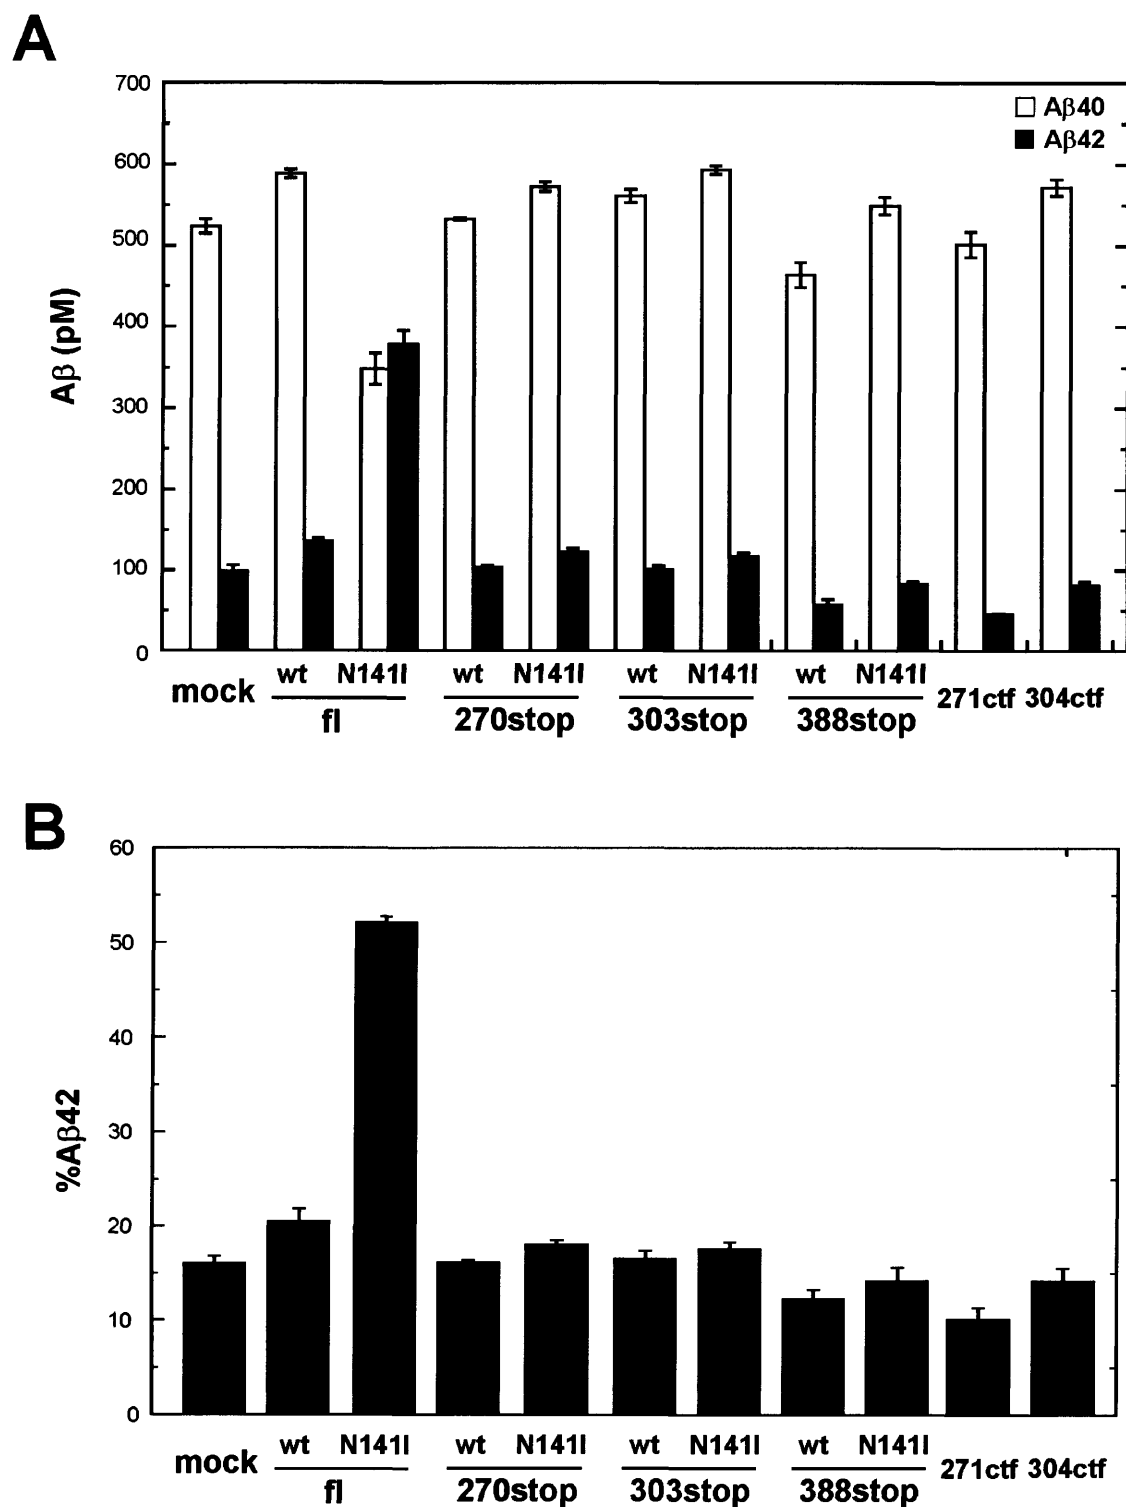 A
700
600
500
400
300
200
100
0
Aβ (pM)
Aβ40
Aβ42
wt N141I wt N141I wt N141I wt N141I
mock fl 270stop 303stop 388stop 271ctf 304ctf
B
60
50
40
30
20
10
0
%Aβ42
wt N141I wt N141I wt N141I wt N141I
mock fl 270stop 303stop 388stop 271ctf 304ctf